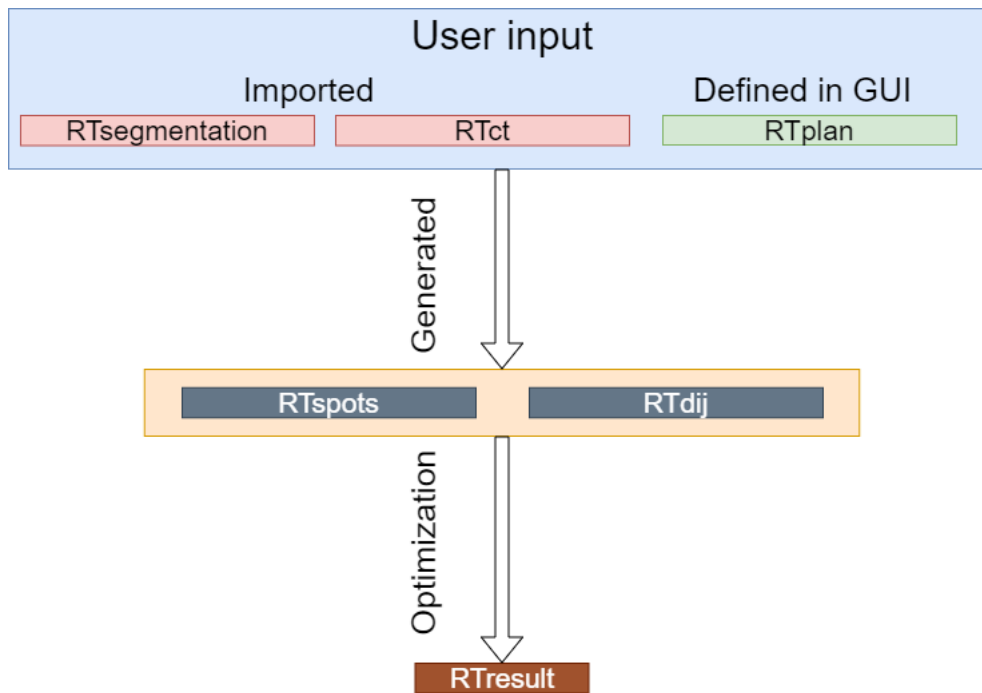 User input
Imported
Defined in GUI
RTsegmentation
RTct
RTplan
Generated
RTspots
RTdij
Optimization
RTresult